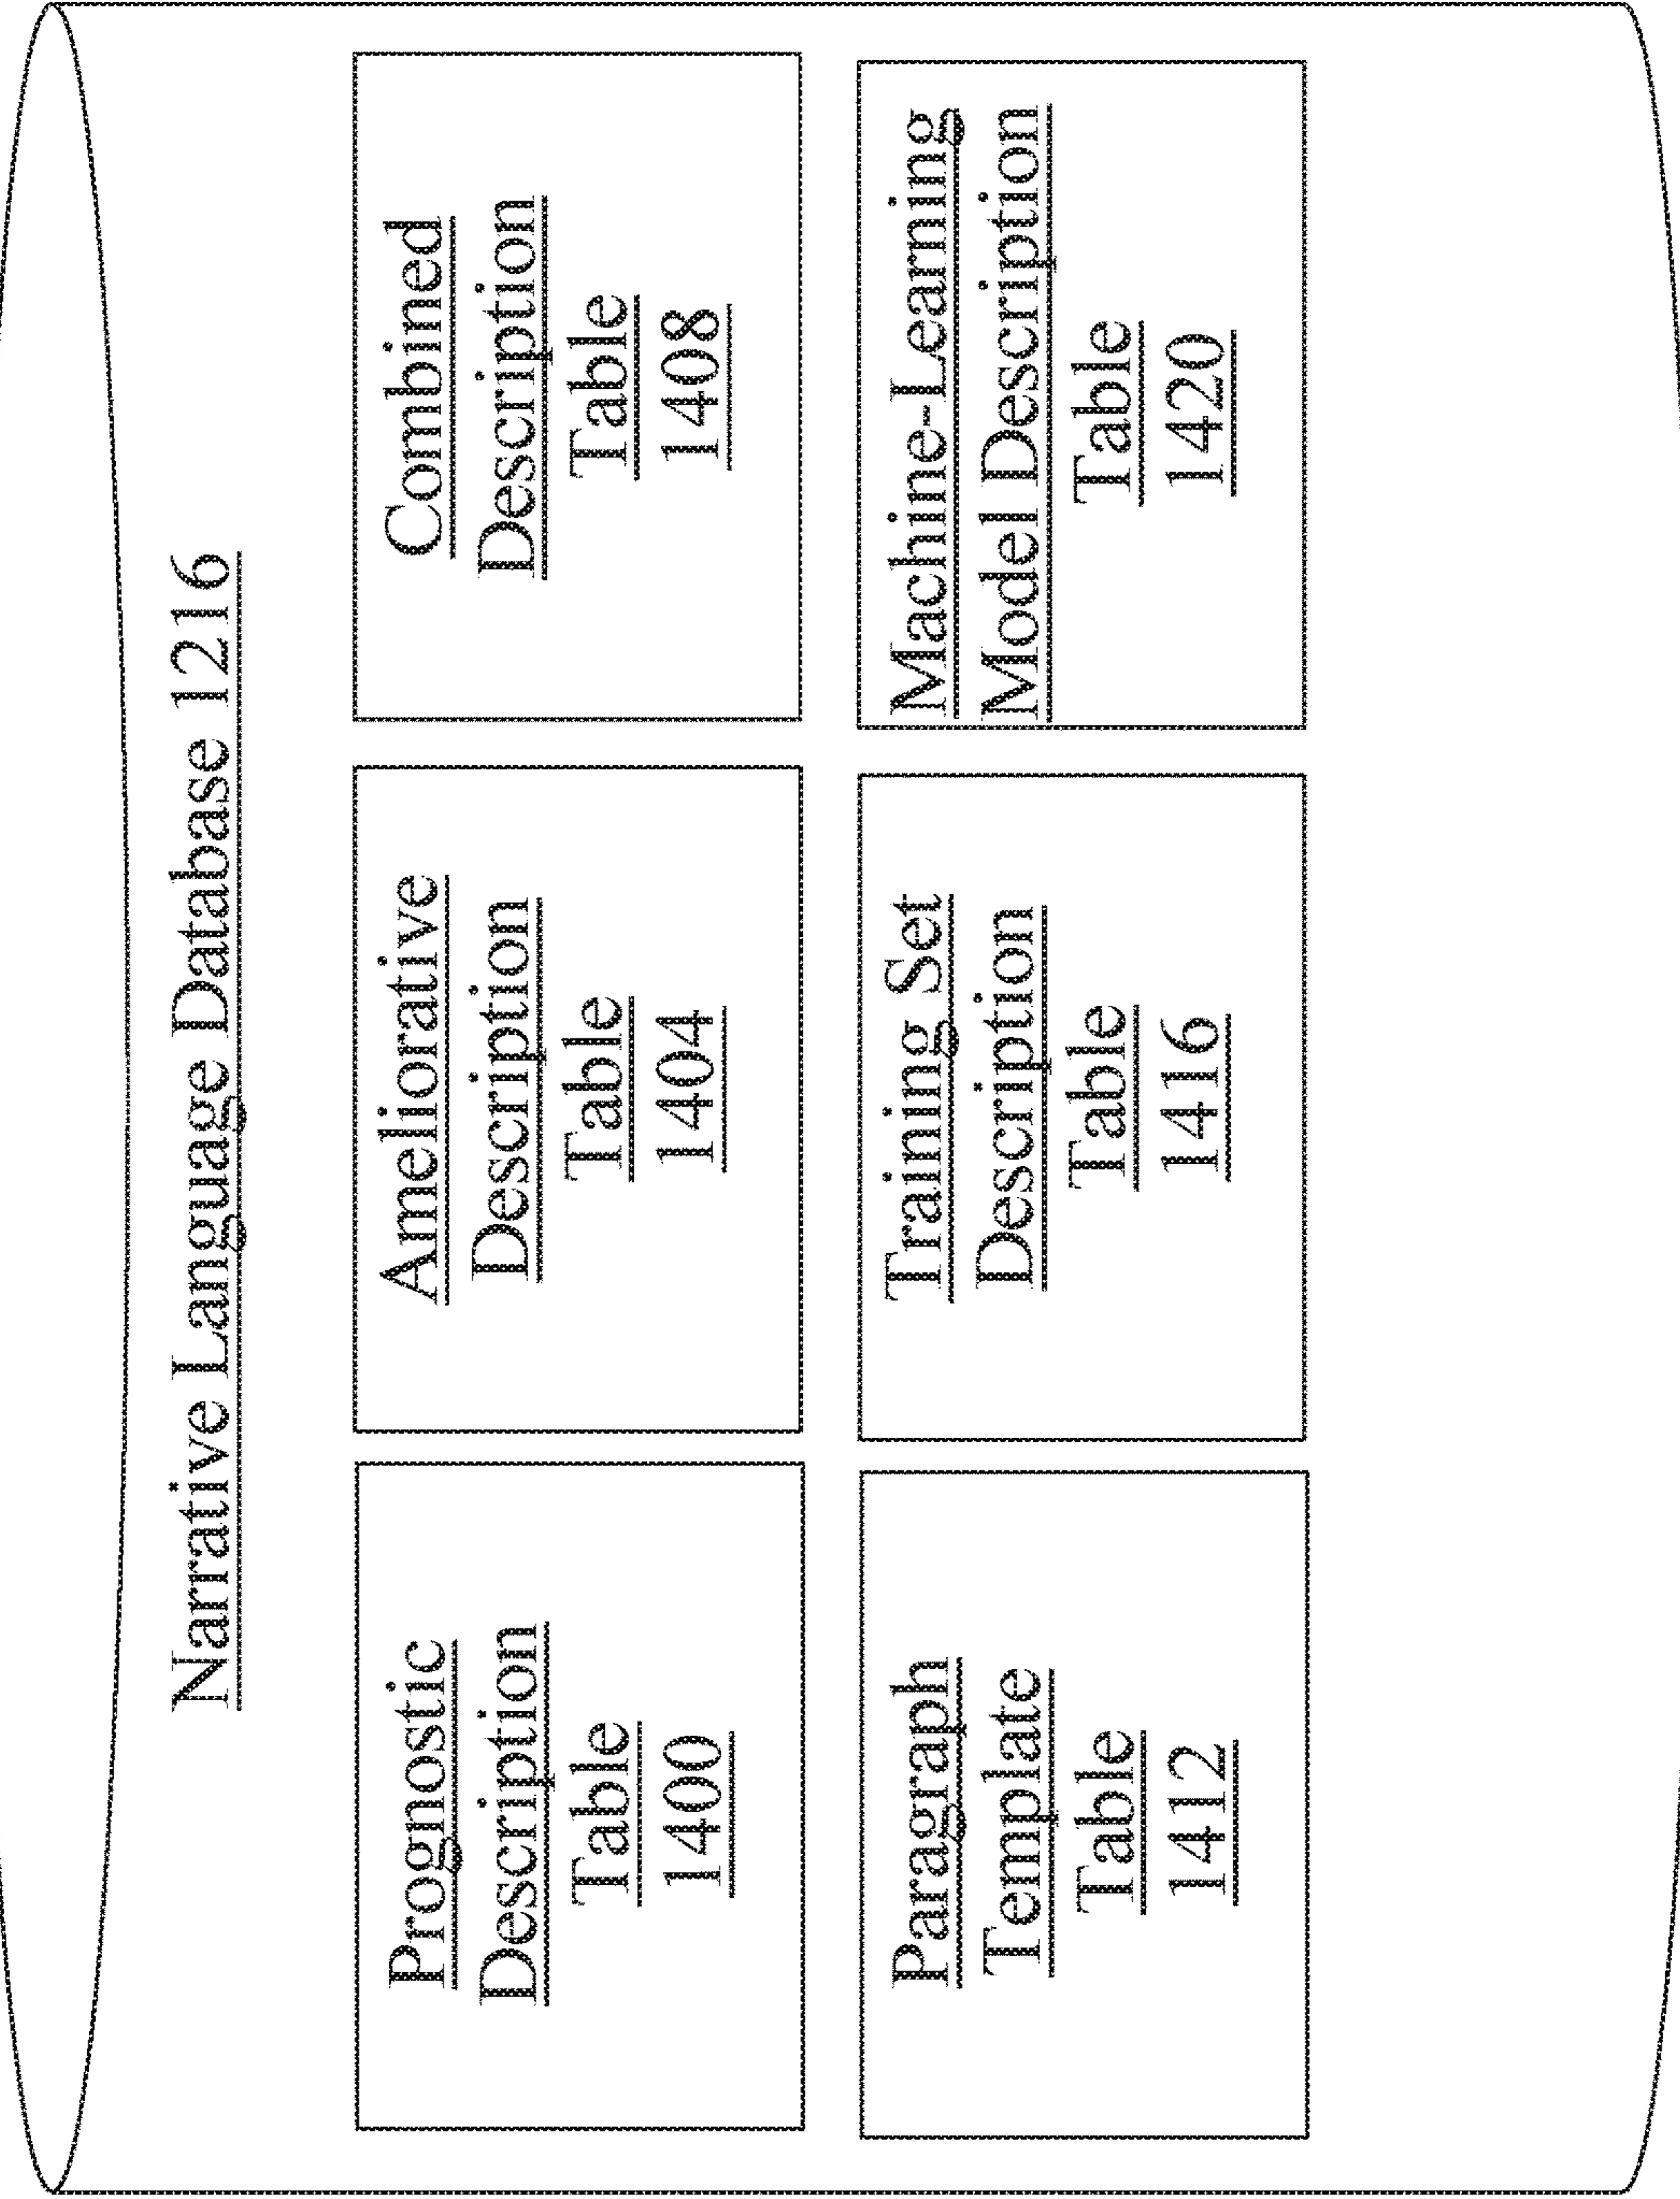 Narrative Language Database 1216
Prognostic
Description
Table
1400
Ameliorative
Description
Table
1404
Combined
Description
Table
1408
Paragraph
Template
Table
1412
Training Set
Description
Table
1416
Machine-Learning
Model Description
Table
1420